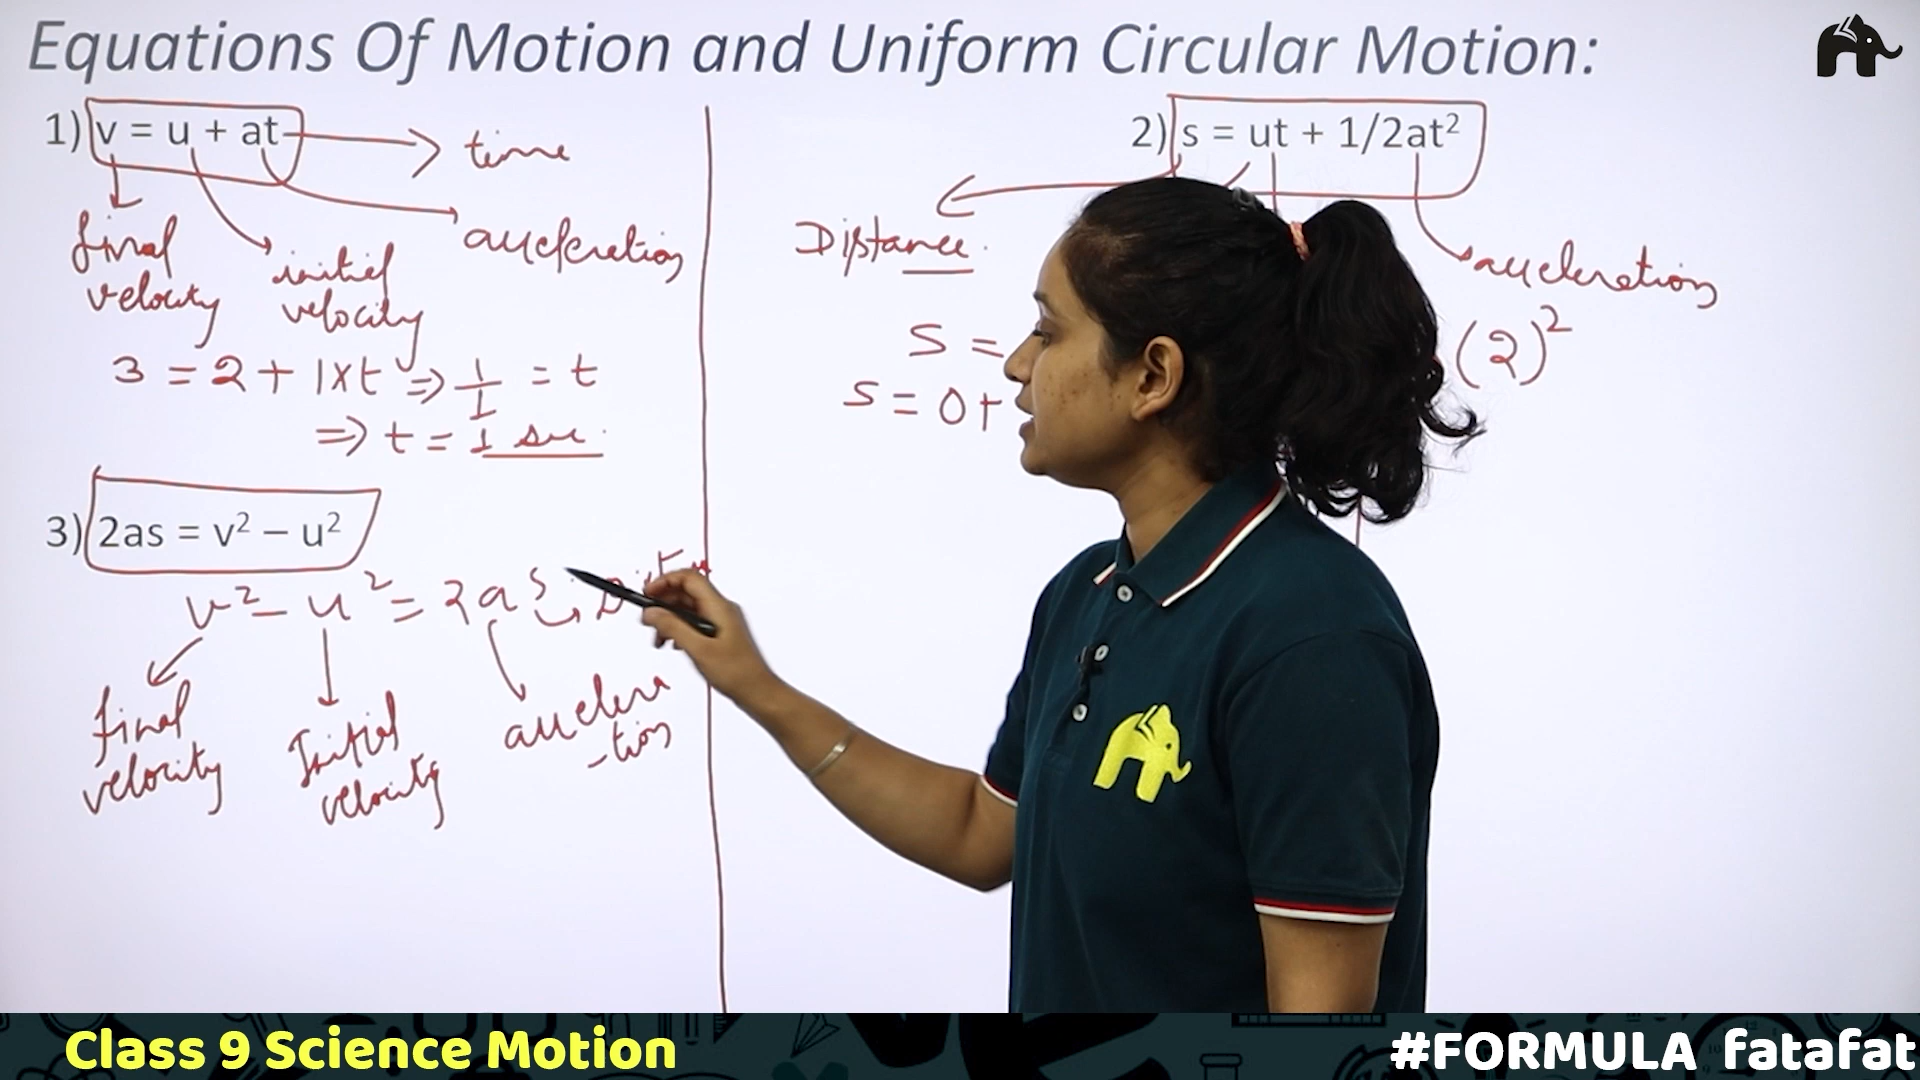 Equations Of Motion and Uniform Circular Motion:
1) v = u + at
time
final
velocity
initial
velocity
acceleration
3 = 2 + 1×t ⇒ 1/1 = t
⇒ t = 1 sec.
3) 2as = v² – u²
v² – u² = 2as
final
velocity
Initial
velocity
accelera
-tion
2) s = ut + 1/2at²
Distance.
acceleration
S =
(2)²
S = 0+
Class 9 Science Motion
#FORMULA fatafat